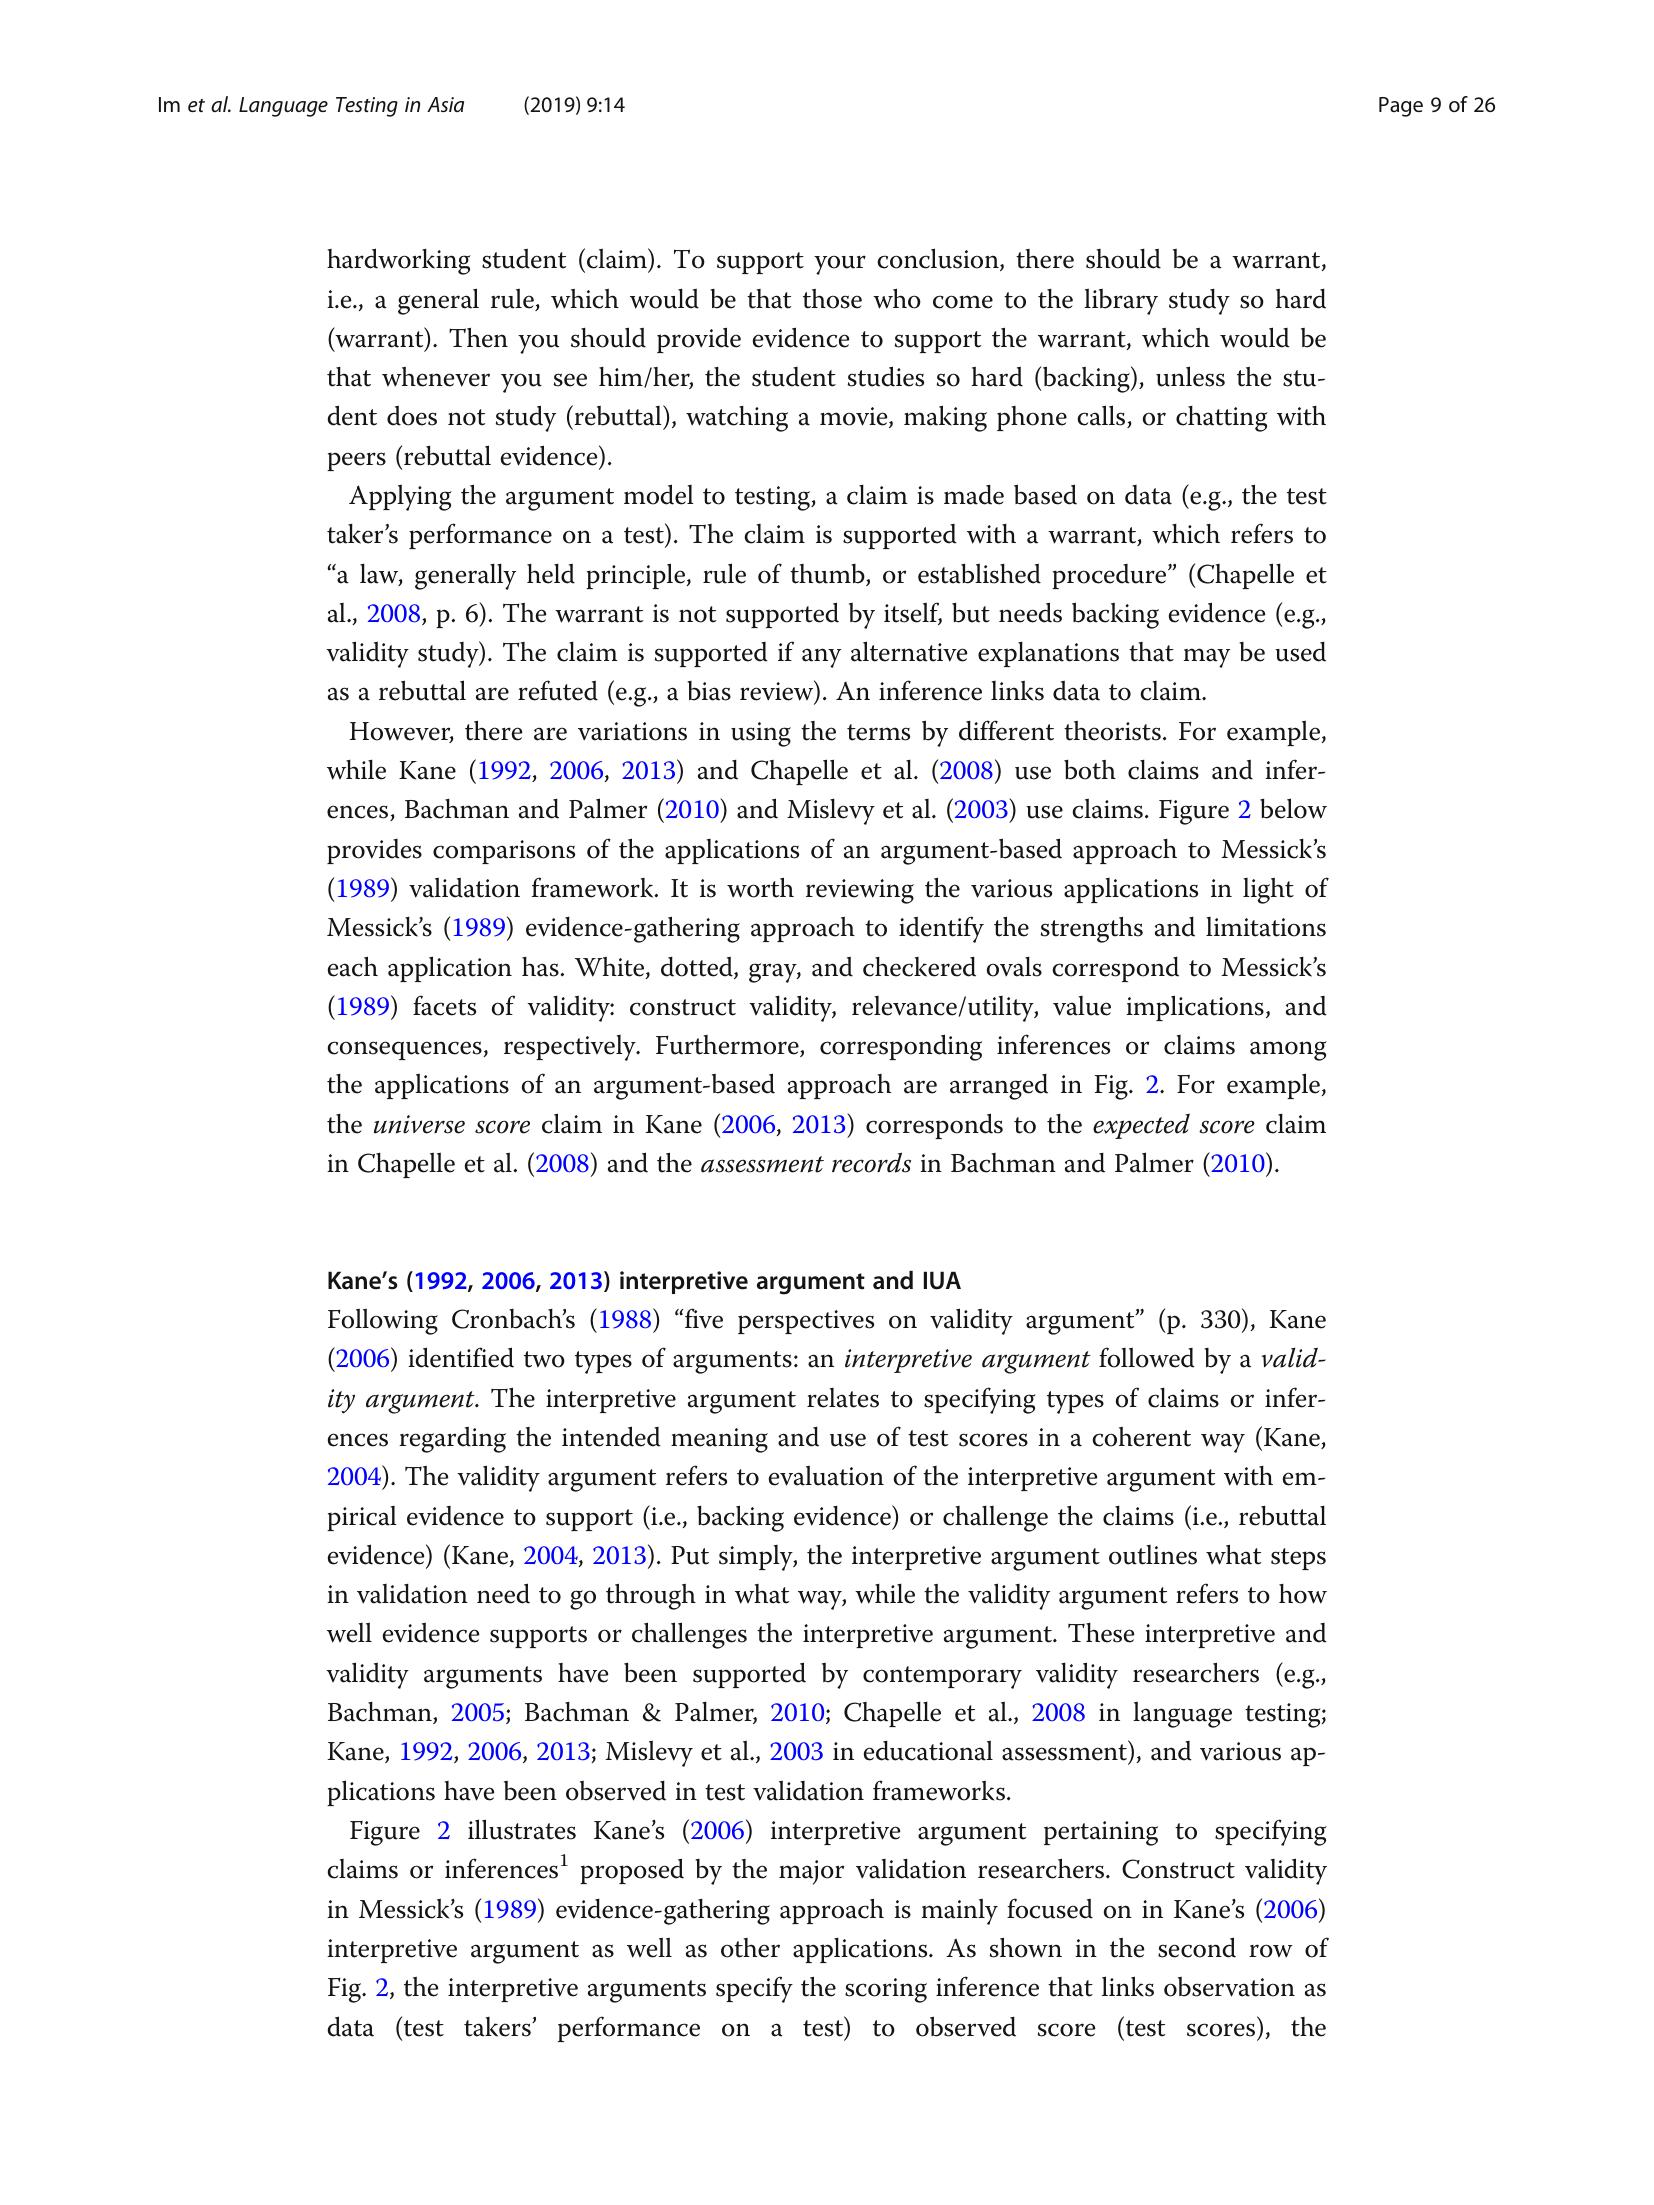 Im et al. Language Testing in Asia (2019) 9:14 Page 9 of 26
hardworking student (claim). To support your conclusion, there should be a warrant,
i.e., a general rule, which would be that those who come to the library study so hard
(warrant). Then you should provide evidence to support the warrant, which would be
that whenever you see him/her, the student studies so hard (backing), unless the stu-
dent does not study (rebuttal), watching a movie, making phone calls, or chatting with
peers (rebuttal evidence).
Applying the argument model to testing, a claim is made based on data (e.g., the test
taker’s performance on a test). The claim is supported with a warrant, which refers to
“a law, generally held principle, rule of thumb, or established procedure” (Chapelle et
al., 2008, p. 6). The warrant is not supported by itself, but needs backing evidence (e.g.,
validity study). The claim is supported if any alternative explanations that may be used
as a rebuttal are refuted (e.g., a bias review). An inference links data to claim.
However, there are variations in using the terms by different theorists. For example,
while Kane (1992, 2006, 2013) and Chapelle et al. (2008) use both claims and infer-
ences, Bachman and Palmer (2010) and Mislevy et al. (2003) use claims. Figure 2 below
provides comparisons of the applications of an argument-based approach to Messick’s
(1989) validation framework. It is worth reviewing the various applications in light of
Messick’s (1989) evidence-gathering approach to identify the strengths and limitations
each application has. White, dotted, gray, and checkered ovals correspond to Messick’s
(1989) facets of validity: construct validity, relevance/utility, value implications, and
consequences, respectively. Furthermore, corresponding inferences or claims among
the applications of an argument-based approach are arranged in Fig. 2. For example,
the universe score claim in Kane (2006, 2013) corresponds to the expected score claim
in Chapelle et al. (2008) and the assessment records in Bachman and Palmer (2010).
Kane’s (1992, 2006, 2013) interpretive argument and IUA
Following Cronbach’s (1988) “five perspectives on validity argument” (p. 330), Kane
(2006) identified two types of arguments: an interpretive argument followed by a valid-
ity argument. The interpretive argument relates to specifying types of claims or infer-
ences regarding the intended meaning and use of test scores in a coherent way (Kane,
2004). The validity argument refers to evaluation of the interpretive argument with em-
pirical evidence to support (i.e., backing evidence) or challenge the claims (i.e., rebuttal
evidence) (Kane, 2004, 2013). Put simply, the interpretive argument outlines what steps
in validation need to go through in what way, while the validity argument refers to how
well evidence supports or challenges the interpretive argument. These interpretive and
validity arguments have been supported by contemporary validity researchers (e.g.,
Bachman, 2005; Bachman & Palmer, 2010; Chapelle et al., 2008 in language testing;
Kane, 1992, 2006, 2013; Mislevy et al., 2003 in educational assessment), and various ap-
plications have been observed in test validation frameworks.
Figure 2 illustrates Kane’s (2006) interpretive argument pertaining to specifying
claims or inferences1 proposed by the major validation researchers. Construct validity
in Messick’s (1989) evidence-gathering approach is mainly focused on in Kane’s (2006)
interpretive argument as well as other applications. As shown in the second row of
Fig. 2, the interpretive arguments specify the scoring inference that links observation as
data (test takers’ performance on a test) to observed score (test scores), the